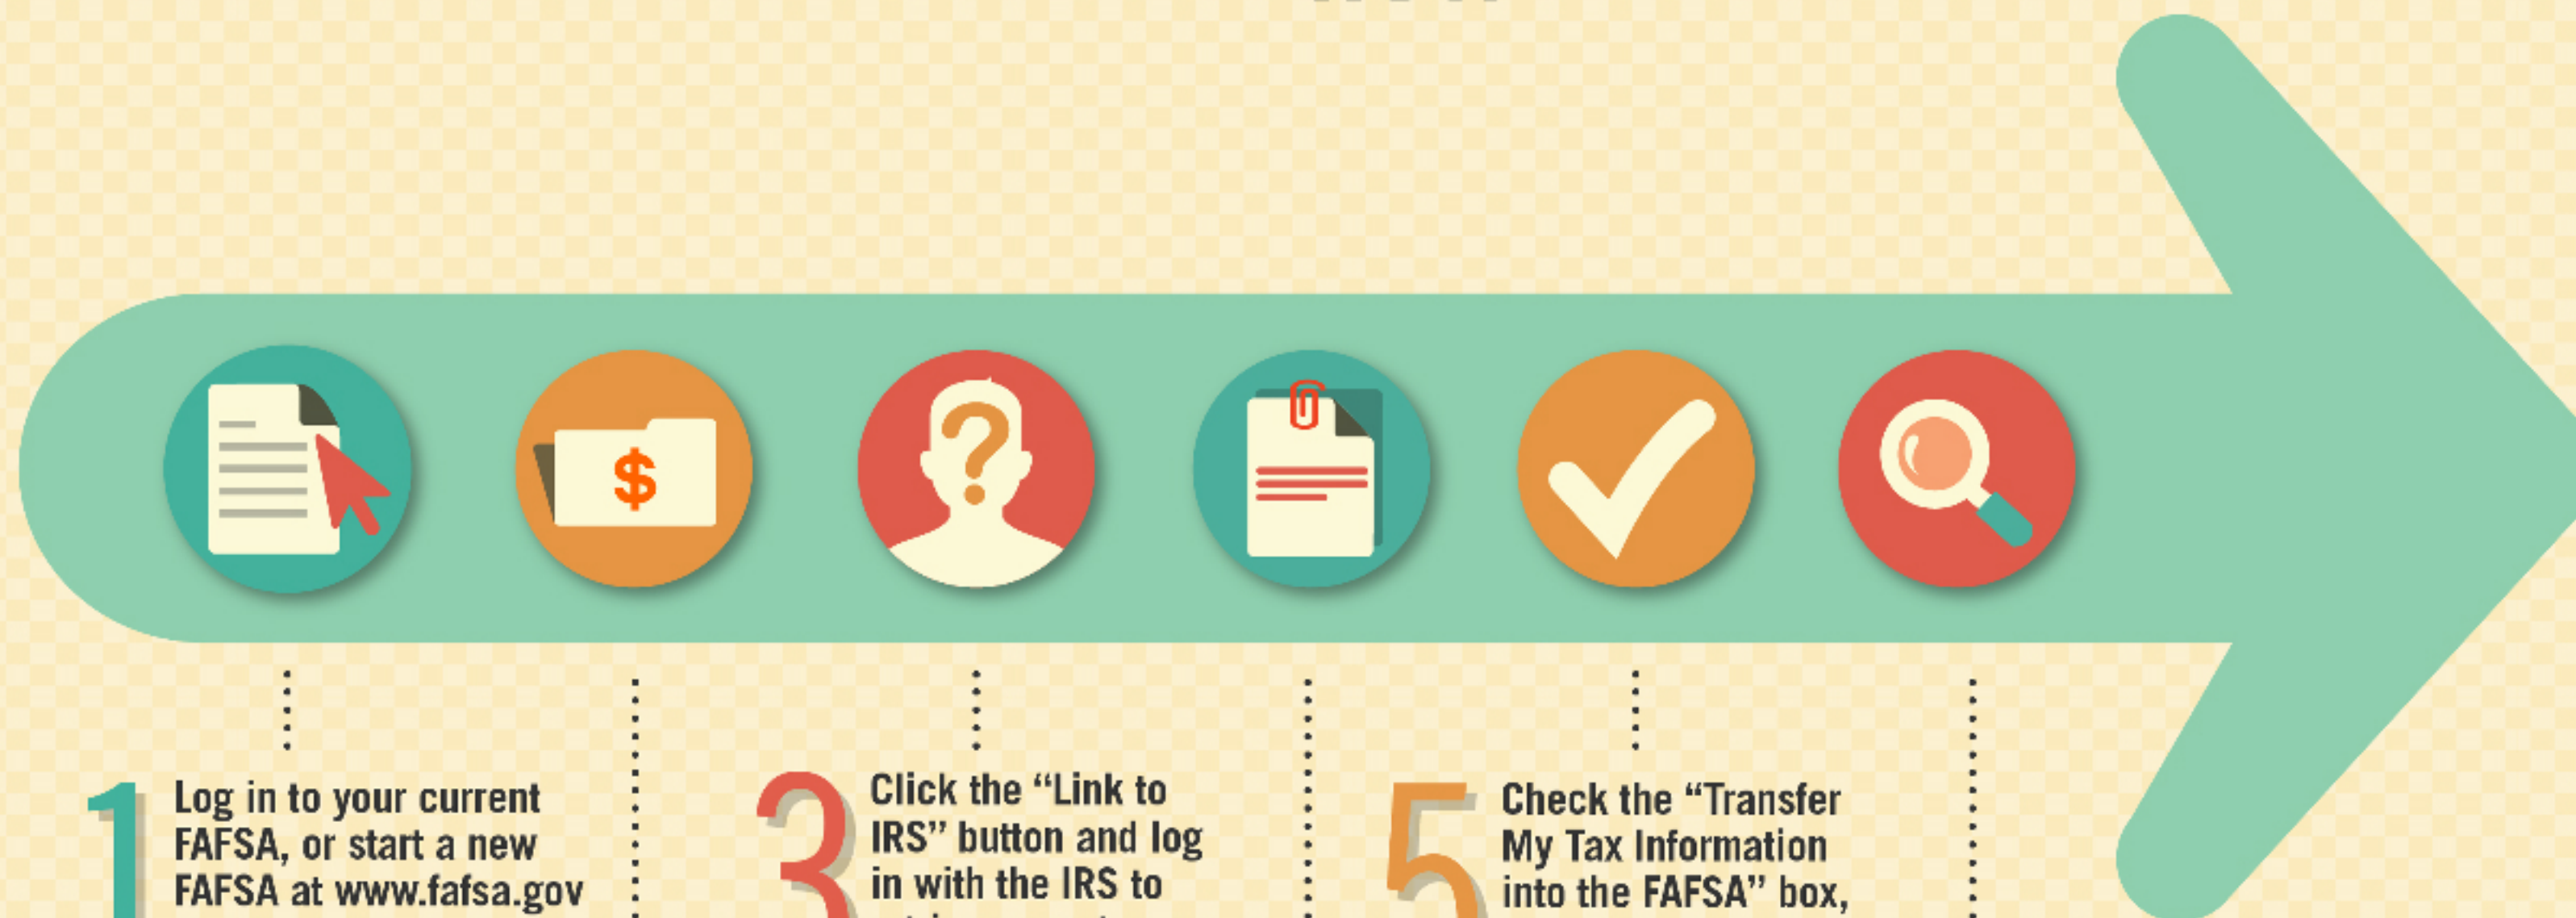 $
?
1
Log in to your current
FAFSA, or start a new
FAFSA at www.fafsa.gov
3
Click the “Link to
IRS” button and log
in with the IRS to
5
Check the “Transfer
My Tax Information
into the FAFSA” box,